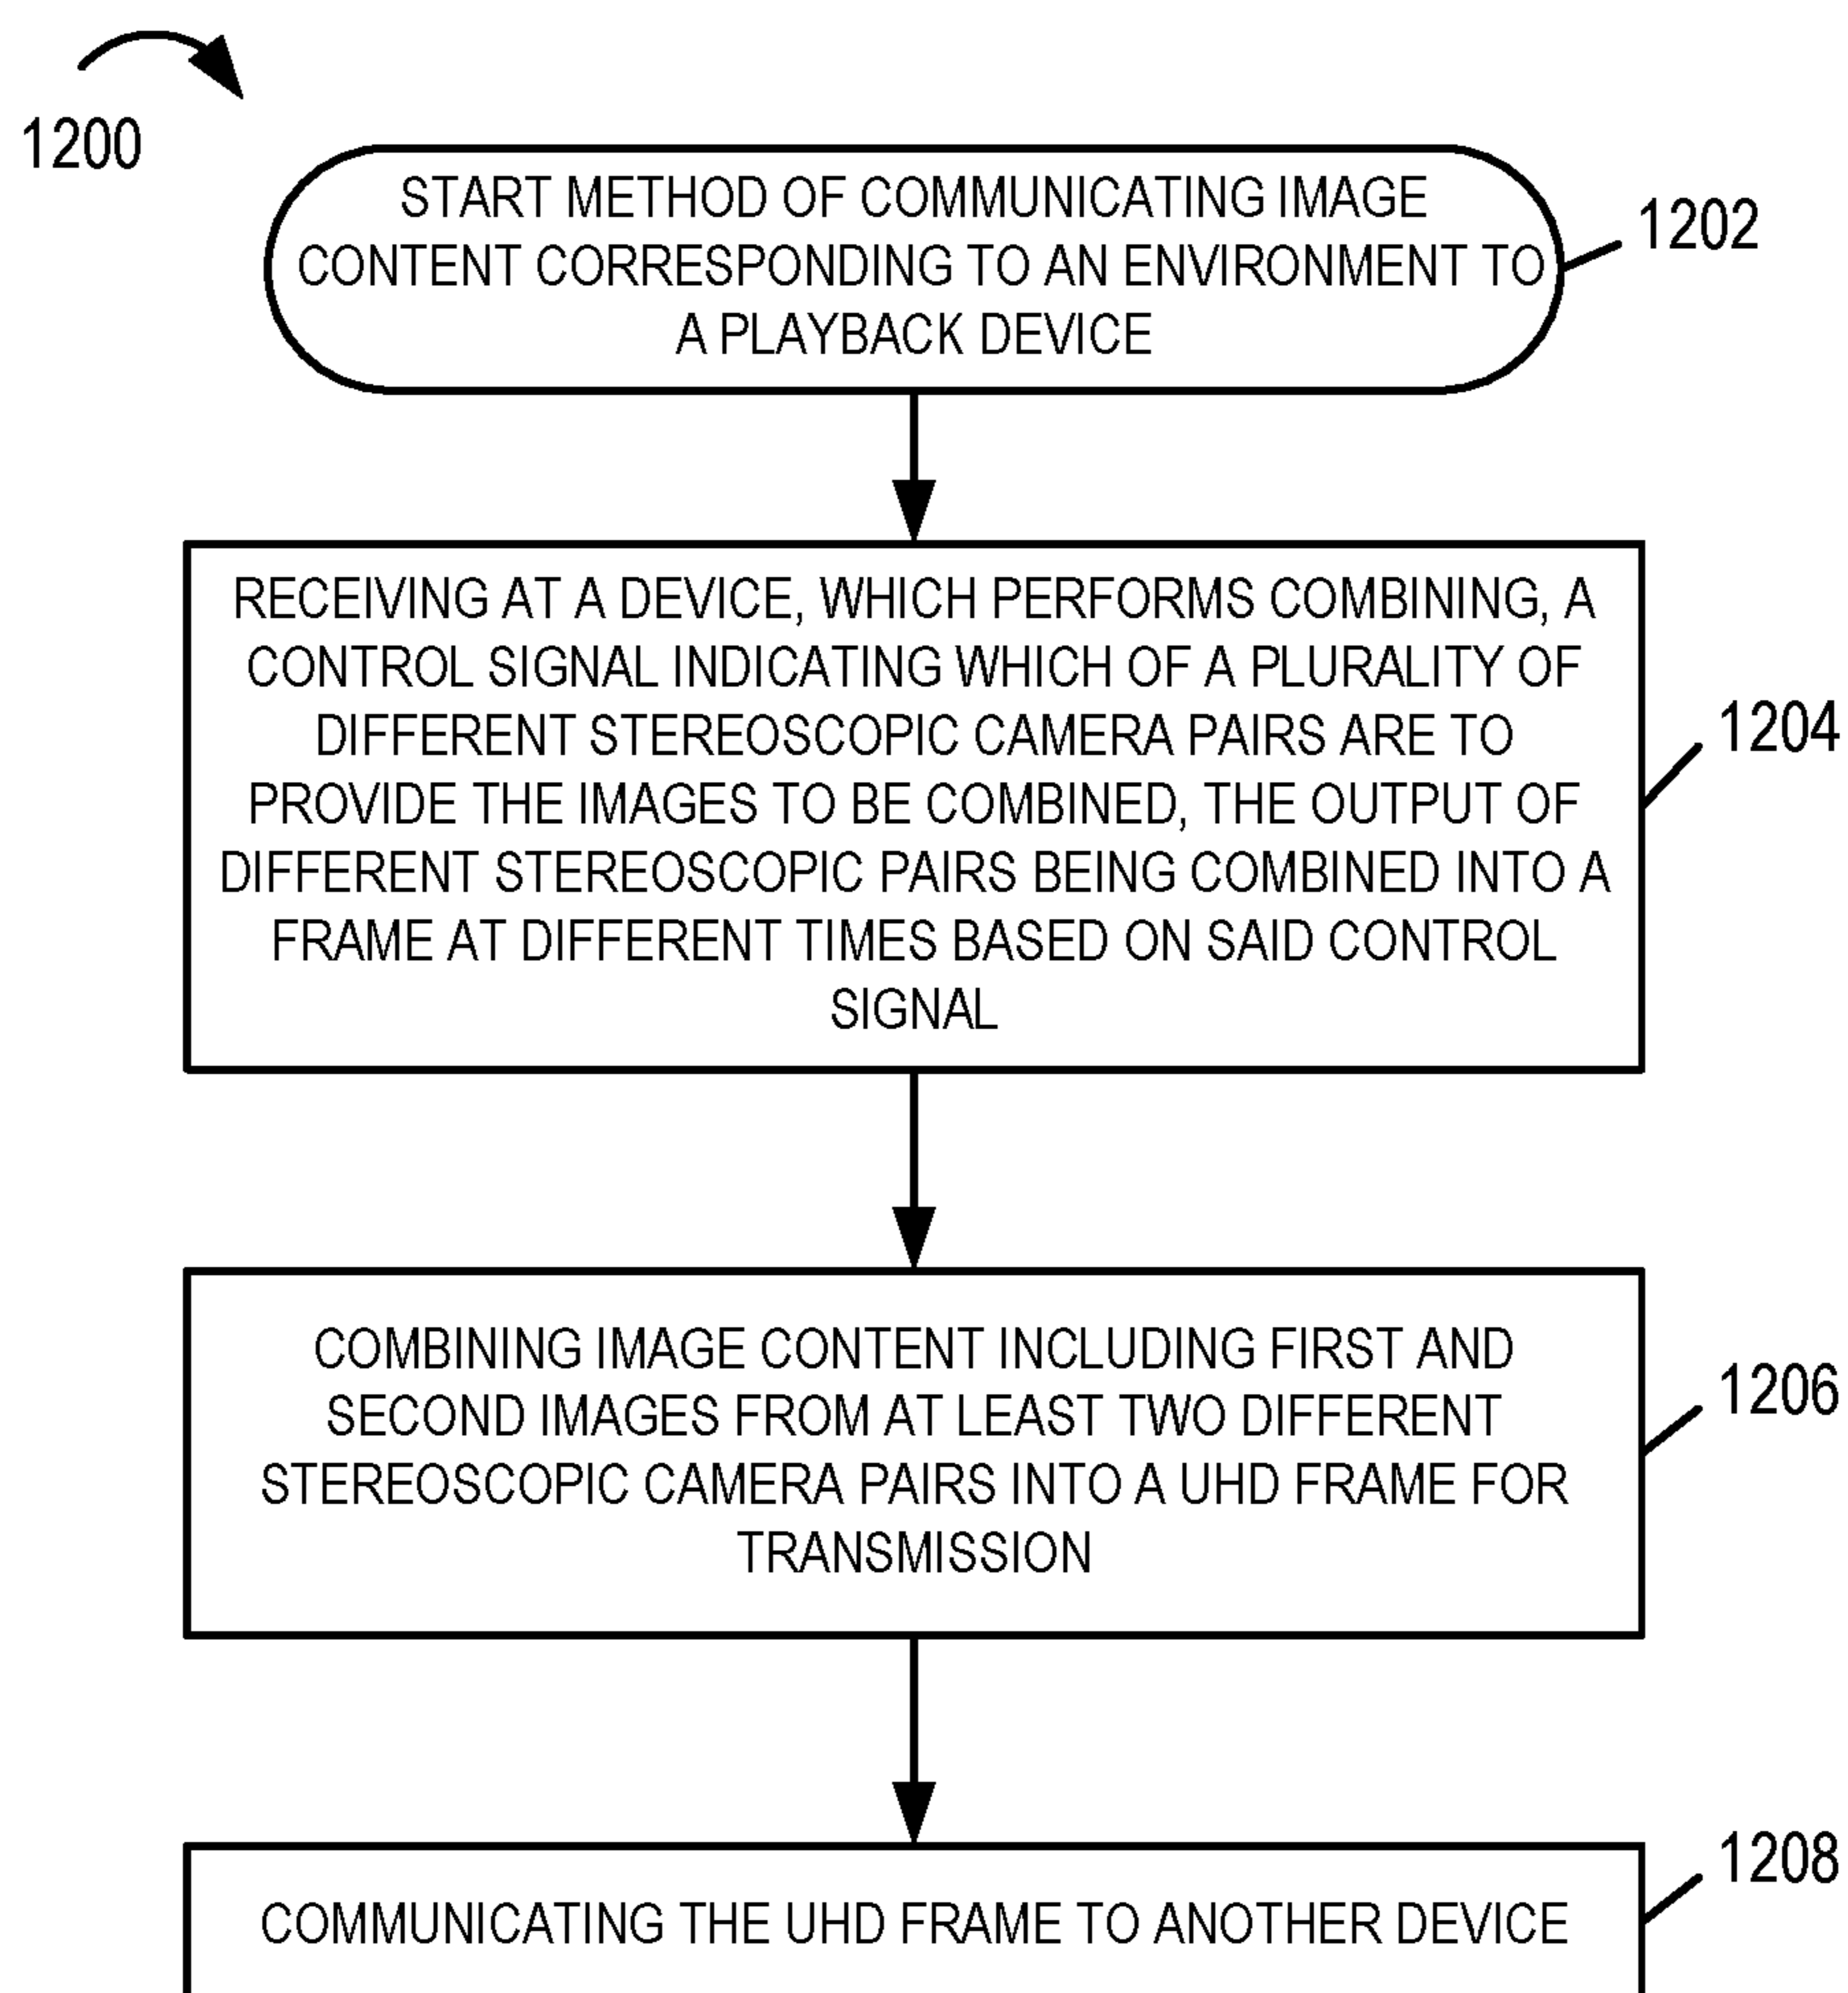 1200
START METHOD OF COMMUNICATING IMAGE
CONTENT CORRESPONDING TO AN ENVIRONMENT TO
A PLAYBACK DEVICE
1202
RECEIVING AT A DEVICE, WHICH PERFORMS COMBINING, A
CONTROL SIGNAL INDICATING WHICH OF A PLURALITY OF
DIFFERENT STEREOSCOPIC CAMERA PAIRS ARE TO
PROVIDE THE IMAGES TO BE COMBINED, THE OUTPUT OF
DIFFERENT STEREOSCOPIC PAIRS BEING COMBINED INTO A
FRAME AT DIFFERENT TIMES BASED ON SAID CONTROL
SIGNAL
1204
COMBINING IMAGE CONTENT INCLUDING FIRST AND
SECOND IMAGES FROM AT LEAST TWO DIFFERENT
STEREOSCOPIC CAMERA PAIRS INTO A UHD FRAME FOR
TRANSMISSION
1206
COMMUNICATING THE UHD FRAME TO ANOTHER DEVICE
1208